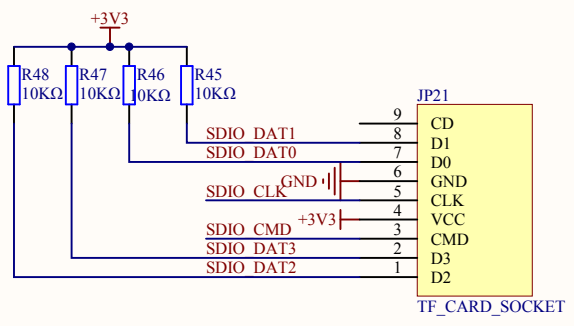 +3V3
R48
10KΩ
R47
10KΩ
R46
10KΩ
R45
10KΩ
JP21
9 CD
SDIO_DAT1 8 D1
SDIO_DAT0 7 D0
GND 6 GND
SDIO_CLK 5 CLK
+3V3 4 VCC
SDIO_CMD 3 CMD
SDIO_DAT3 2 D3
SDIO_DAT2 1 D2
TF_CARD_SOCKET